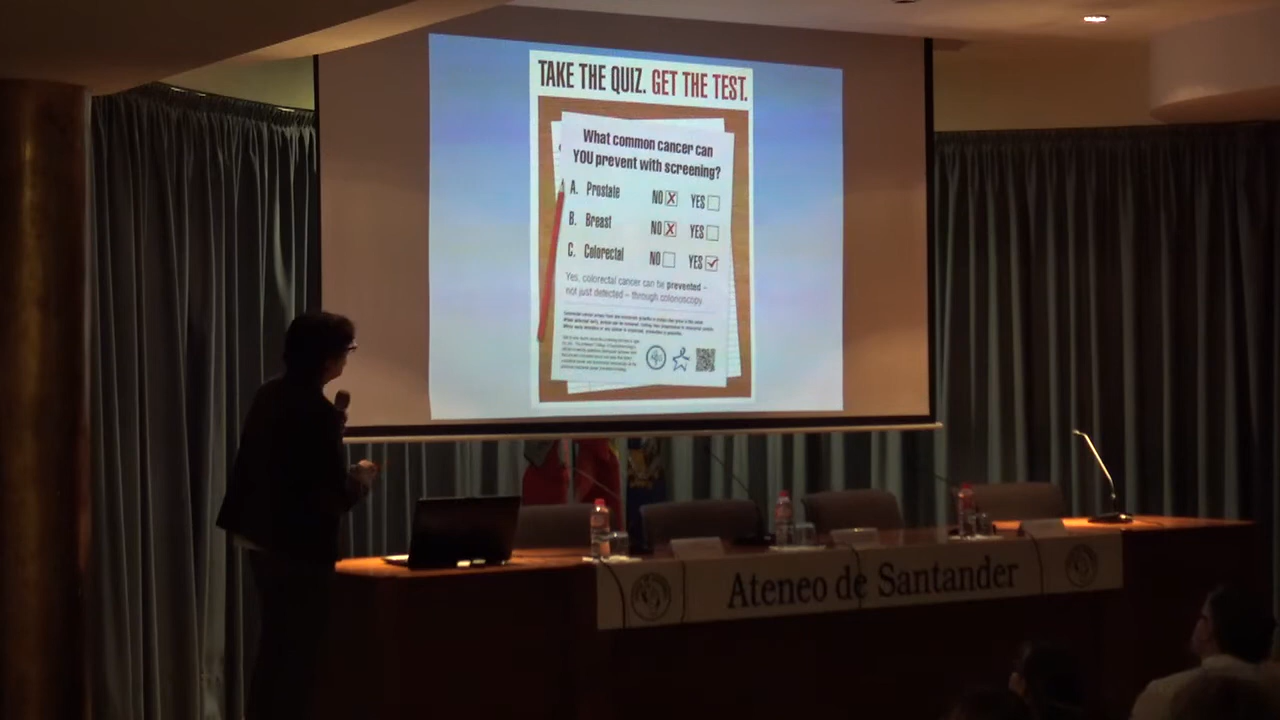 TAKE THE QUIZ. GET THE TEST.
What common cancer can
YOU prevent with screening?
A. Prostate NO X YES
B. Breast NO X YES
C. Colorectal NO YES ✓
Yes, colorectal cancer can be prevented –
not just detected – through colonoscopy.
Ateneo de Santander